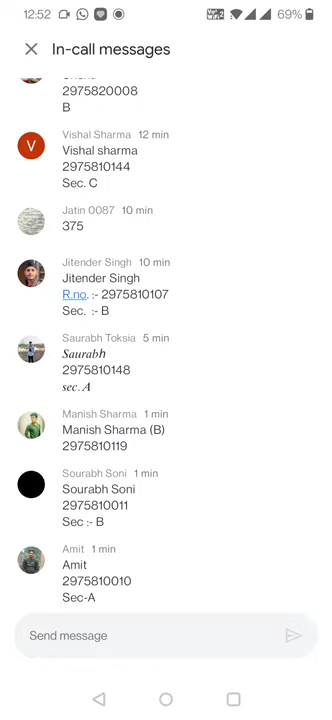 12:52
69%
In-call messages
2975820008
B
Vishal Sharma 12 min
V
Vishal sharma
2975810144
Sec. C
Jatin 0087 10 min
375
Jitender Singh 10 min
Jitender Singh
R.no. :- 2975810107
Sec. :- B
Saurabh Toksia 5 min
Saurabh
2975810148
sec. A
Manish Sharma 1 min
Manish Sharma (B)
2975810119
Sourabh Soni 1 min
Sourabh Soni
2975810011
Sec :- B
Amit 1 min
Amit
2975810010
Sec-A
Send message